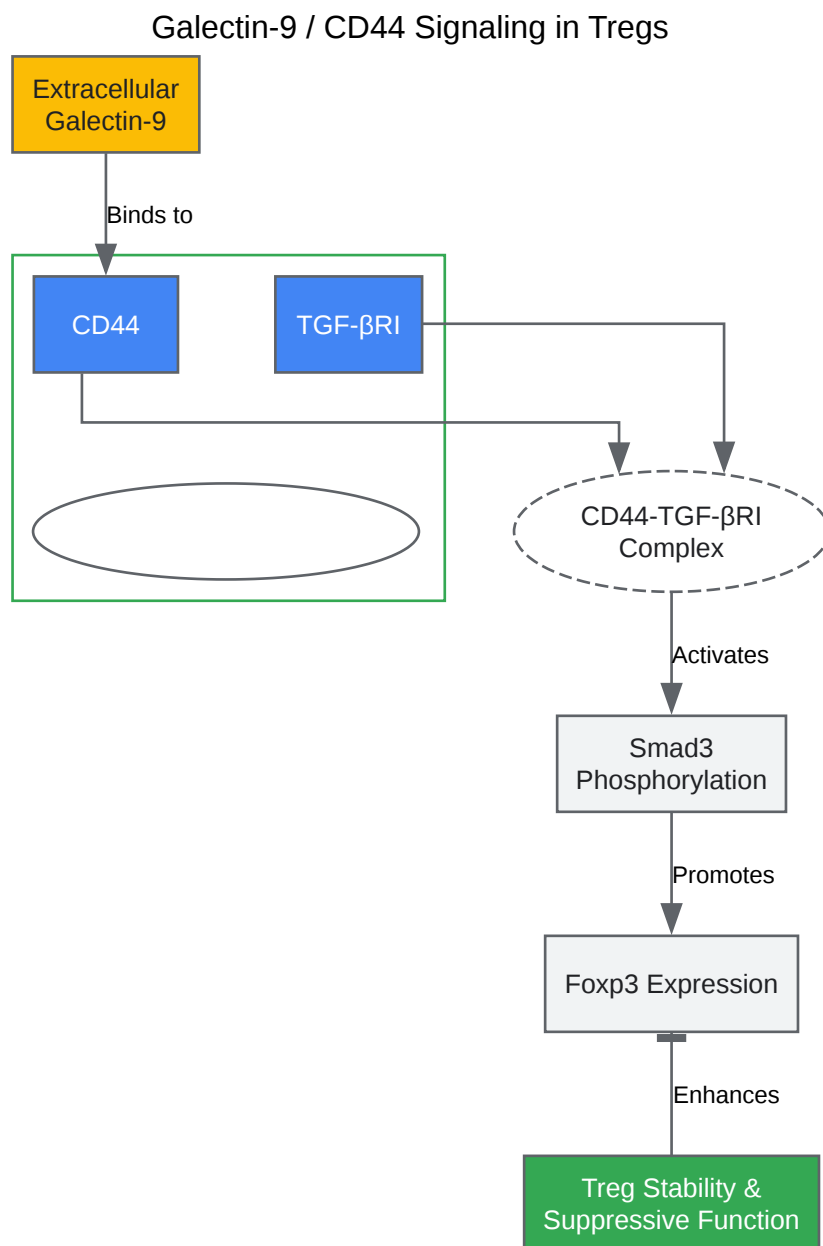 Galectin-9 / CD44 Signaling in Tregs
Extracellular
Galectin-9
Binds to
CD44
TGF-βRI
CD44-TGF-βRI
Complex
Activates
Smad3
Phosphorylation
Promotes
Foxp3 Expression
Enhances
Treg Stability &
Suppressive Function